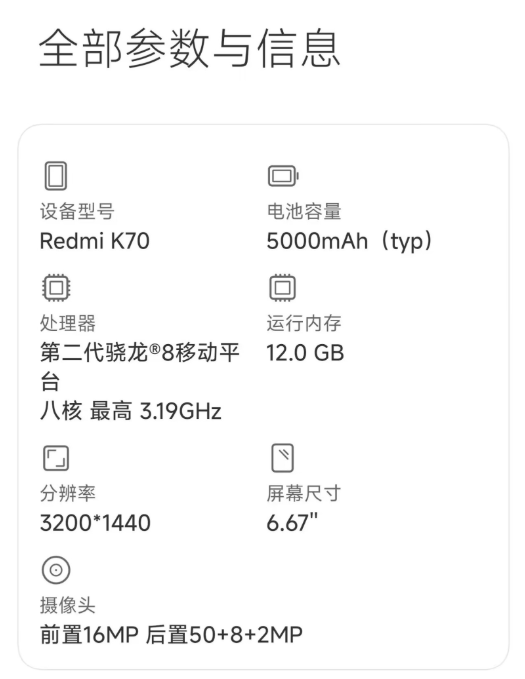 全部参数与信息
设备型号
Redmi K70
电池容量
5000mAh（typ）
处理器
第二代骁龙®8移动平
台
八核 最高 3.19GHz
运行内存
12.0 GB
分辨率
3200*1440
屏幕尺寸
6.67"
摄像头
前置16MP 后置50+8+2MP